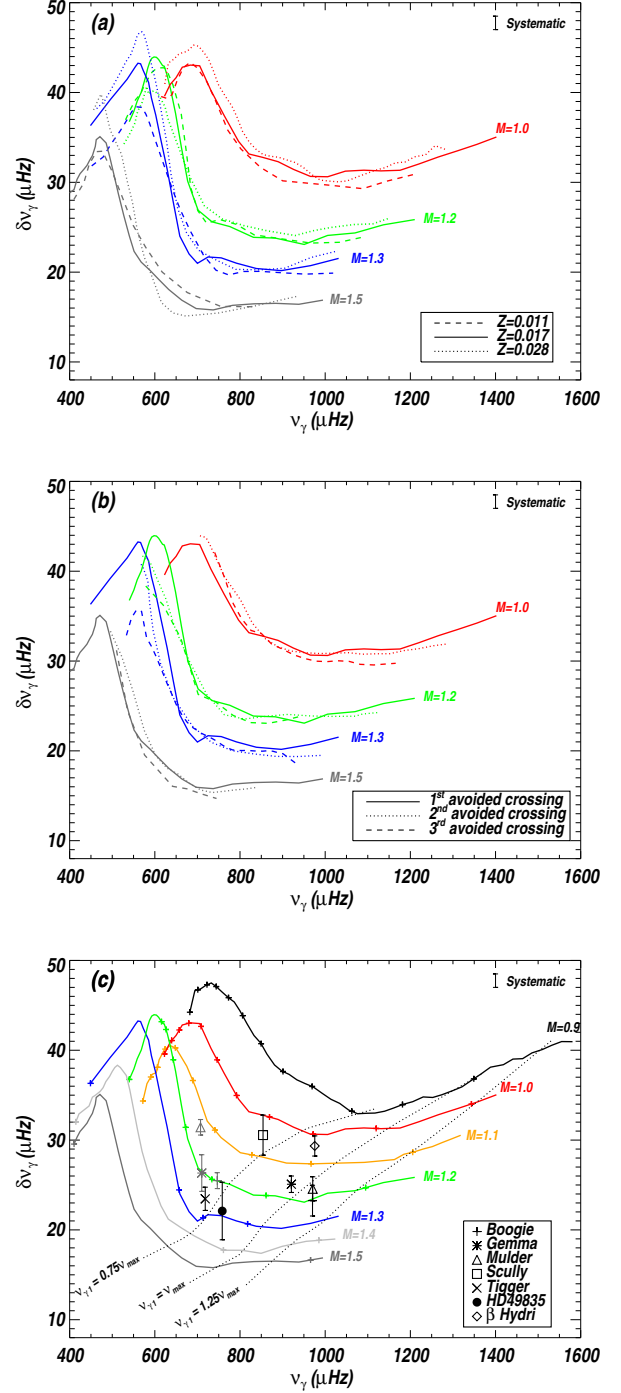 (a)
Systematic
50
40
30
20
10
δν_γ (μHz)
M=1.0
M=1.2
M=1.3
M=1.5
Z=0.011
Z=0.017
Z=0.028
400 600 800 1000 1200 1400 1600
ν_γ (μHz)
(b)
Systematic
50
40
30
20
10
δν_γ (μHz)
M=1.0
M=1.2
M=1.3
M=1.5
1st avoided crossing
2nd avoided crossing
3rd avoided crossing
400 600 800 1000 1200 1400 1600
ν_γ (μHz)
(c)
Systematic
50
40
30
20
10
δν_γ (μHz)
M=0.9
M=1.0
M=1.1
M=1.2
M=1.3
M=1.4
M=1.5
ν_γ1 = 0.75ν_max
ν_γ1 = ν_max
ν_γ1 = 1.25ν_max
Boogie
Gemma
Mulder
Scully
Tigger
HD49835
β Hydri
400 600 800 1000 1200 1400 1600
ν_γ (μHz)